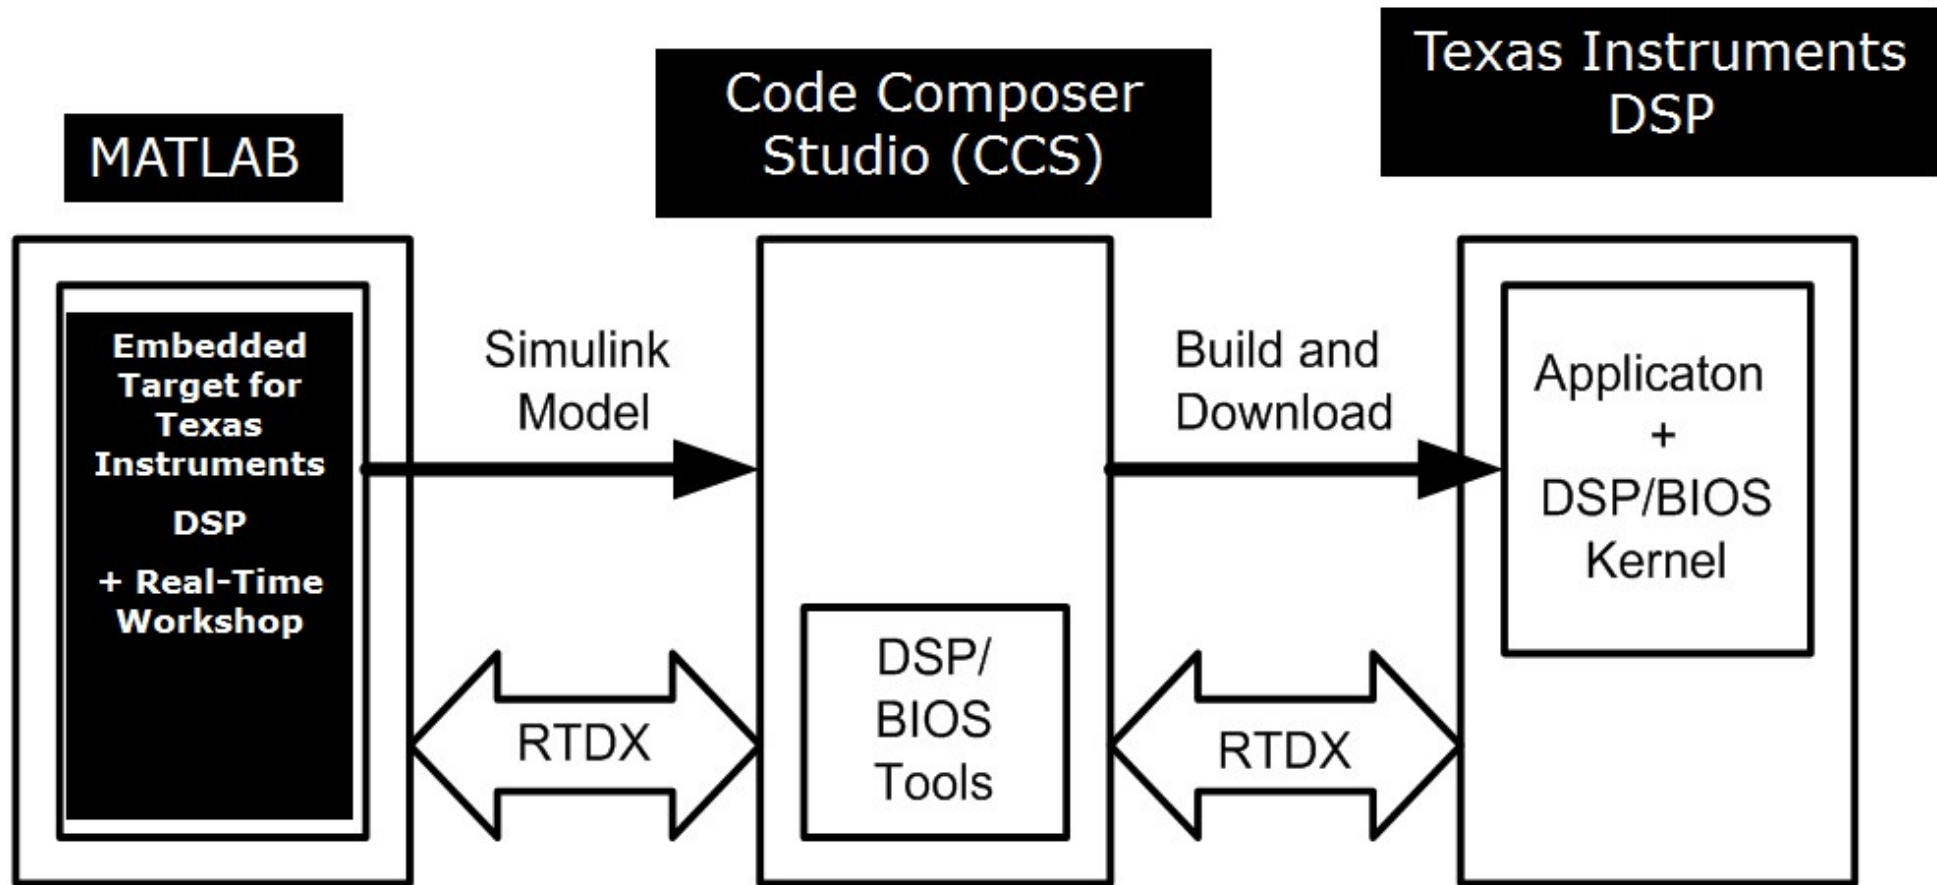 MATLAB
Code Composer
Studio (CCS)
Texas Instruments
DSP
Embedded
Target for
Texas
Instruments
DSP
+ Real-Time
Workshop
Simulink
Model
Build and
Download
Applicaton
+
DSP/BIOS
Kernel
RTDX
DSP/
BIOS
Tools
RTDX